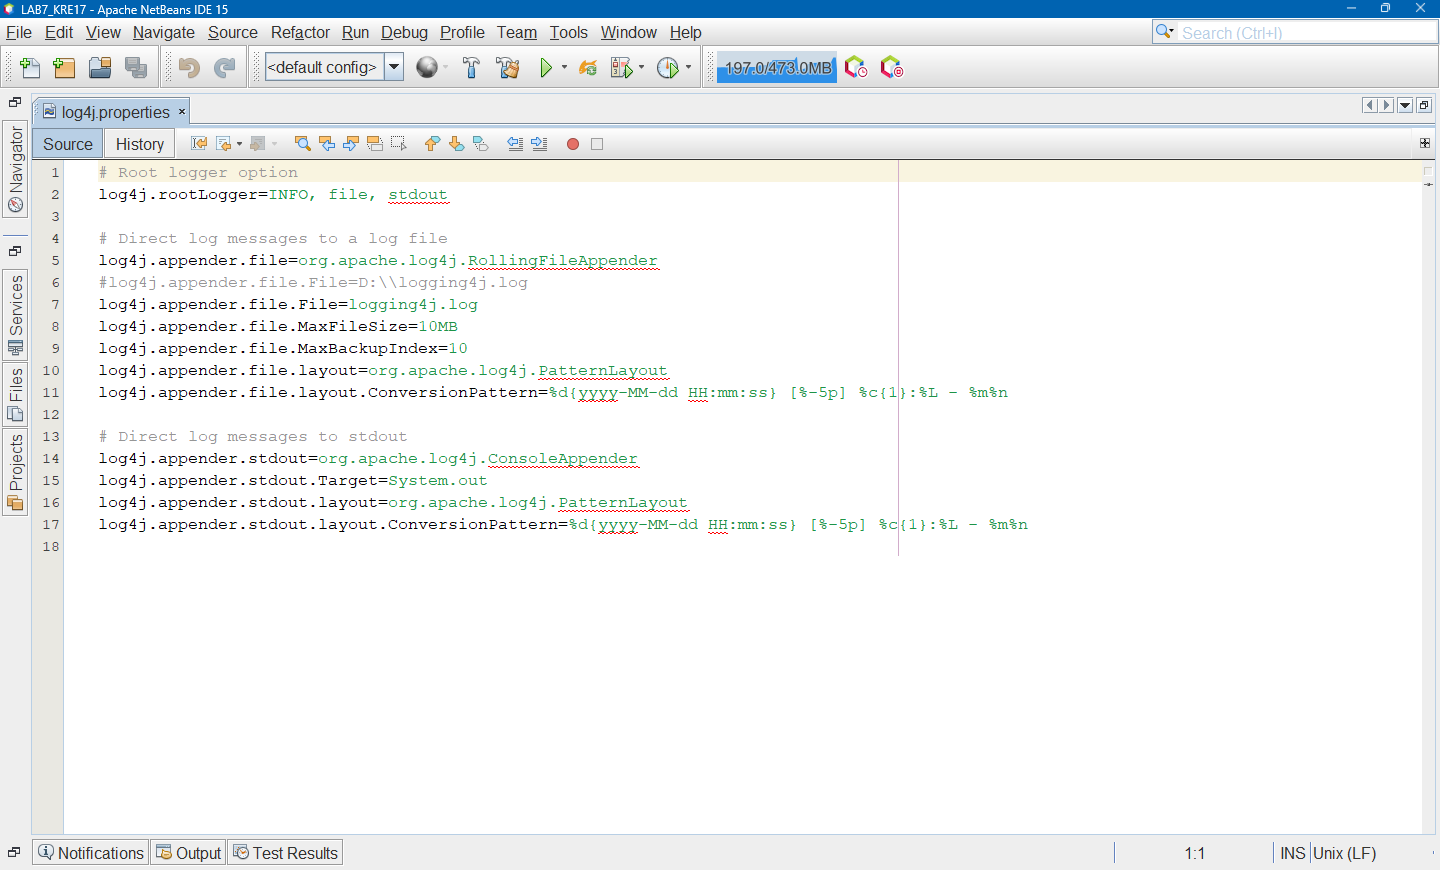 LAB7_KRE17 - Apache NetBeans IDE 15
File Edit View Navigate Source Refactor Run Debug Profile Team Tools Window Help
Search (Ctrl+I)
<default config>
197.0/473.0MB
log4j.properties
Source History
Navigator
Services
Files
Projects
1 # Root logger option
2 log4j.rootLogger=INFO, file, stdout
3
4 # Direct log messages to a log file
5 log4j.appender.file=org.apache.log4j.RollingFileAppender
6 #log4j.appender.file.File=D:\\logging4j.log
7 log4j.appender.file.File=logging4j.log
8 log4j.appender.file.MaxFileSize=10MB
9 log4j.appender.file.MaxBackupIndex=10
10 log4j.appender.file.layout=org.apache.log4j.PatternLayout
11 log4j.appender.file.layout.ConversionPattern=%d{yyyy-MM-dd HH:mm:ss} [%-5p] %c{1}:%L - %m%n
12
13 # Direct log messages to stdout
14 log4j.appender.stdout=org.apache.log4j.ConsoleAppender
15 log4j.appender.stdout.Target=System.out
16 log4j.appender.stdout.layout=org.apache.log4j.PatternLayout
17 log4j.appender.stdout.layout.ConversionPattern=%d{yyyy-MM-dd HH:mm:ss} [%-5p] %c{1}:%L - %m%n
18
Notifications Output Test Results
1:1 INS Unix (LF)